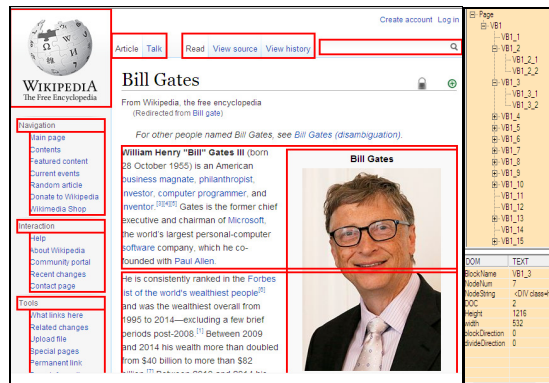 Create account Log in
Article Talk Read View source View history
WIKIPEDIA
The Free Encyclopedia
Bill Gates
From Wikipedia, the free encyclopedia
(Redirected from Bill gate)
For other people named Bill Gates, see Bill Gates (disambiguation).
Navigation
Main page
Contents
Featured content
Current events
Random article
Donate to Wikipedia
Wikimedia Shop
Interaction
Help
About Wikipedia
Community portal
Recent changes
Contact page
Tools
What links here
Related changes
Upload file
Special pages
Permanent link
William Henry "Bill" Gates III (born
28 October 1955) is an American
business magnate, philanthropist,
investor, computer programmer, and
inventor.[3][4][5] Gates is the former chief
executive and chairman of Microsoft,
the world's largest personal-computer
software company, which he co-
founded with Paul Allen.
He is consistently ranked in the Forbes
list of the world's wealthiest people[6]
and was the wealthiest overall from
1995 to 2014—excluding a few brief
periods post-2008.[1] Between 2009
and 2014 his wealth more than doubled
from $40 billion to more than $82
Bill Gates
Page
VB1
VB1_1
VB1_2
VB1_2_1
VB1_2_2
VB1_3
VB1_3_1
VB1_3_2
VB1_4
VB1_5
VB1_6
VB1_7
VB1_8
VB1_9
VB1_10
VB1_11
VB1_12
VB1_13
VB1_14
VB1_15
DOM TEXT
BlockName VB1_3
NodeNum 7
NodeString <DIV class=
DOC 2
Height 1216
width 532
blockDirection 0
divideDirection 0